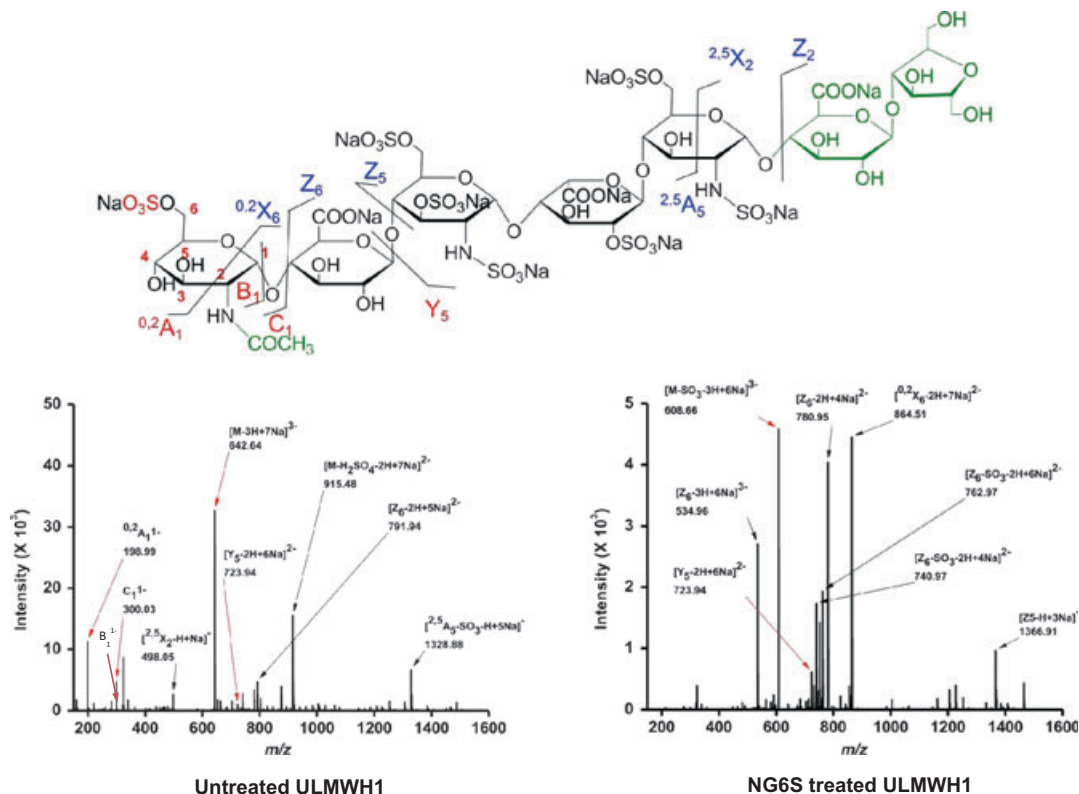 OH
O
OH
OH
COONa
O
OH
OH
O
²,⁵X₂
Z₂
NaO₃SO
O
OH
O
NH
SO₃Na
²·⁵A₅
NaO₃SO
O
OSO₃Na
HN
SO₃Na
O
COONa
O
OH
OSO₃Na
Z₅
Z₆
⁰,²X₆
COONa
O
OH
OH
O
Y₅
NaO₃SO
6
O
5
4
OH
OH
3
2
1
B₁
O
C₁
⁰,²A₁
HN
COCH₃
50
40
30
20
10
0
Intensity (X 10³)
200
400
600
800
1000
1200
1400
1600
m/z
⁰,²A₁¹⁻
198.99
C₁¹⁻
300.03
B₁¹⁻
[²,⁵X₂-H+Na]⁻
498.05
[M-3H+7Na]³⁻
642.64
[Y₅-2H+6Na]²⁻
723.94
[M-H₂SO₄-2H+7Na]²⁻
915.48
[Z₆-2H+5Na]²⁻
791.94
[²,⁵A₅-SO₃-H+5Na]⁻
1328.88
Untreated ULMWH1
5
4
3
2
1
0
Intensity (X 10³)
200
400
600
800
1000
1200
1400
1600
m/z
[M-SO₃-3H+6Na]³⁻
608.66
[Z₆-2H+4Na]²⁻
780.95
[⁰,²X₆-2H+7Na]²⁻
864.51
[Z₆-3H+6Na]³⁻
534.96
[Y₅-2H+6Na]²⁻
723.94
[Z₆-SO₃-2H+6Na]²⁻
762.97
[Z₆-SO₃-2H+4Na]²⁻
740.97
[Z5-H+3Na]⁻
1366.91
NG6S treated ULMWH1